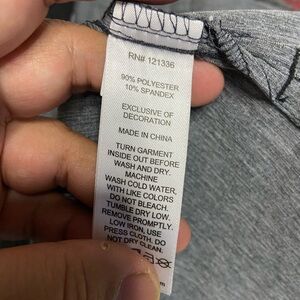 RN# 121336
90% POLYESTER
10% SPANDEX
EXCLUSIVE OF
DECORATION
MADE IN CHINA
TURN GARMENT
INSIDE OUT BEFORE
WASH AND DRY.
MACHINE
WASH COLD WATER,
WITH LIKE COLORS
DO NOT BLEACH.
TUMBLE DRY LOW.
REMOVE PROMPTLY.
LOW IRON, USE
PRESS CLOTH. DO
NOT DRY CLEAN.